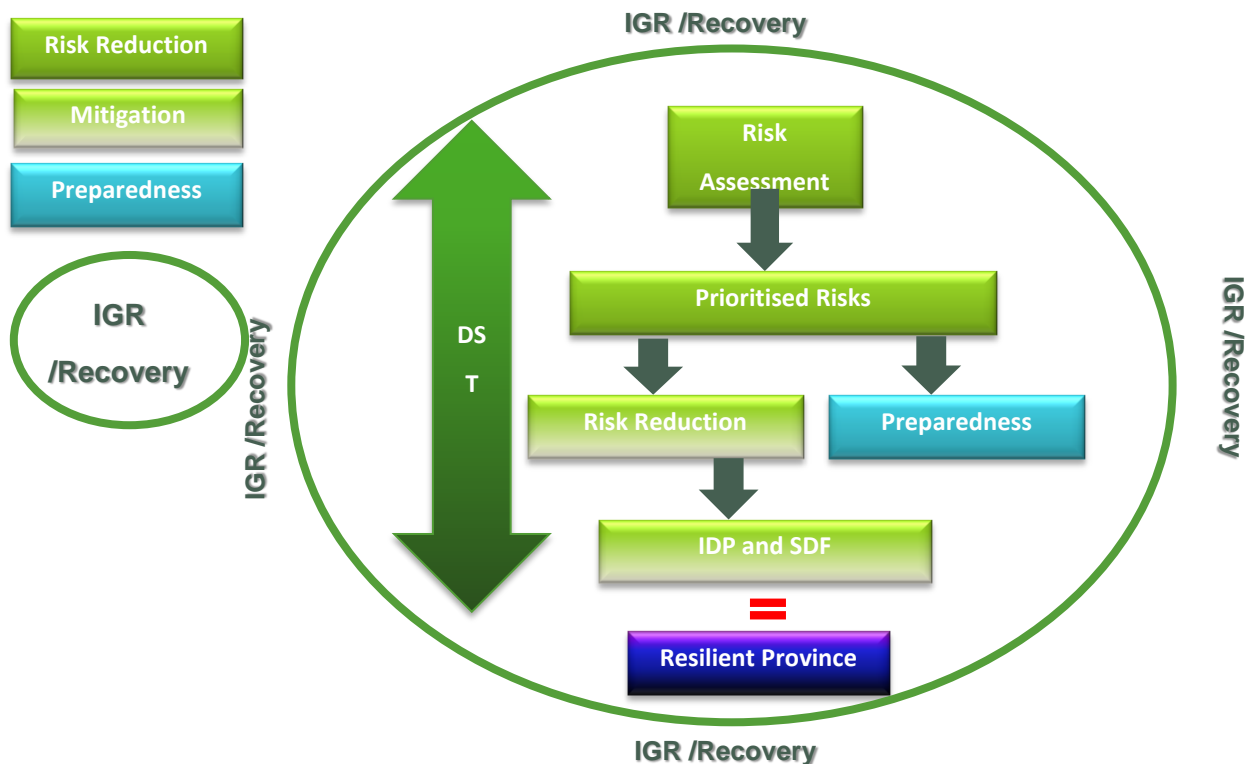 IGR /Recovery
Risk Reduction
Mitigation
Preparedness
IGR
/Recovery
IGR /Recovery
DS
T
Risk
Assessment
Prioritised Risks
Risk Reduction
Preparedness
IDP and SDF
=
Resilient Province
IGR /Recovery
IGR /Recovery